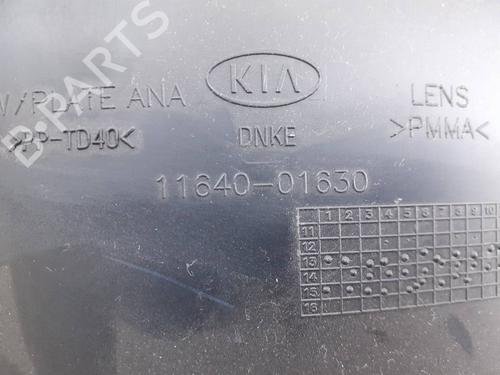 B PARTS
KIA
W/PLATE ANA
LENS
>PP-TD40<
DNKE
>PMMA<
11640-01630
1 2 3 4 5 6 7 8 9 10
11
12
13
14
15
16